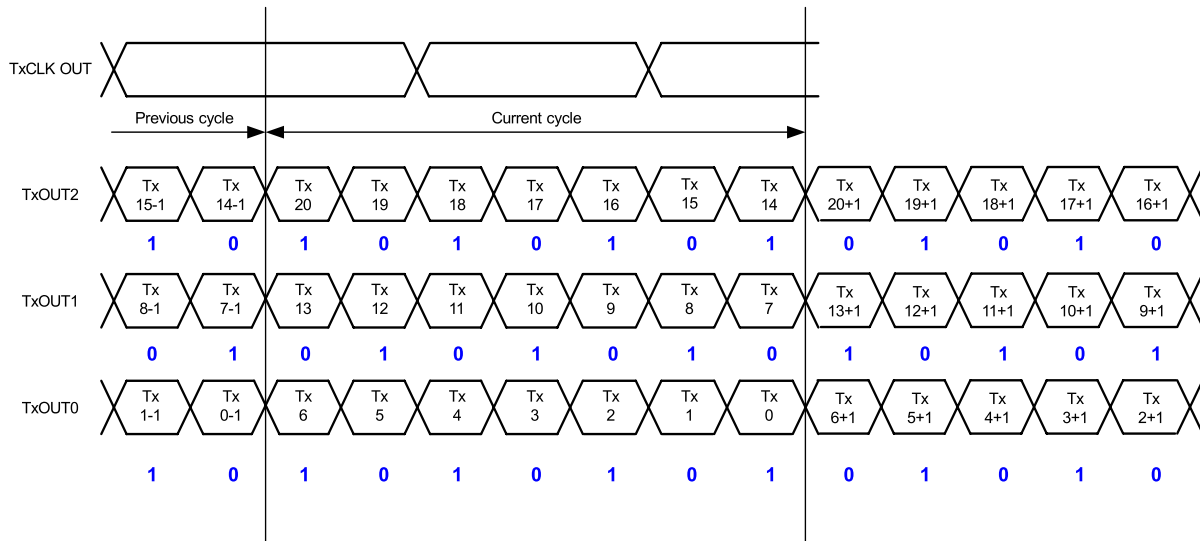 TxCLK OUT
Previous cycle
Current cycle
TxOUT2
Tx 15-1
Tx 14-1
Tx 20
Tx 19
Tx 18
Tx 17
Tx 16
Tx 15
Tx 14
Tx 20+1
Tx 19+1
Tx 18+1
Tx 17+1
Tx 16+1
1 0 1 0 1 0 1 0 1 0 1 0 1 0
TxOUT1
Tx 8-1
Tx 7-1
Tx 13
Tx 12
Tx 11
Tx 10
Tx 9
Tx 8
Tx 7
Tx 13+1
Tx 12+1
Tx 11+1
Tx 10+1
Tx 9+1
0 1 0 1 0 1 0 1 0 1 0 1 0 1
TxOUT0
Tx 1-1
Tx 0-1
Tx 6
Tx 5
Tx 4
Tx 3
Tx 2
Tx 1
Tx 0
Tx 6+1
Tx 5+1
Tx 4+1
Tx 3+1
Tx 2+1
1 0 1 0 1 0 1 0 1 0 1 0 1 0